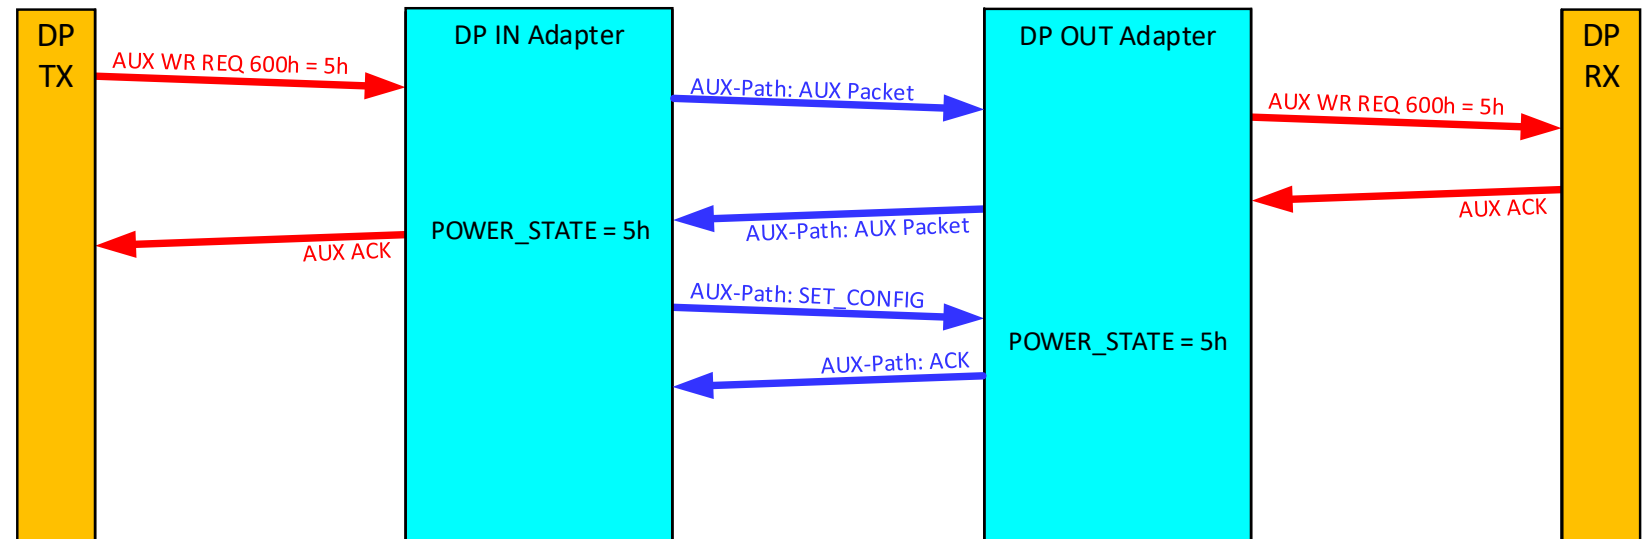 DP
TX
DP IN Adapter
DP OUT Adapter
DP
RX
AUX WR REQ 600h = 5h
AUX-Path: AUX Packet
AUX WR REQ 600h = 5h
AUX ACK
AUX-Path: AUX Packet
POWER_STATE = 5h
AUX ACK
AUX-Path: SET_CONFIG
POWER_STATE = 5h
AUX-Path: ACK